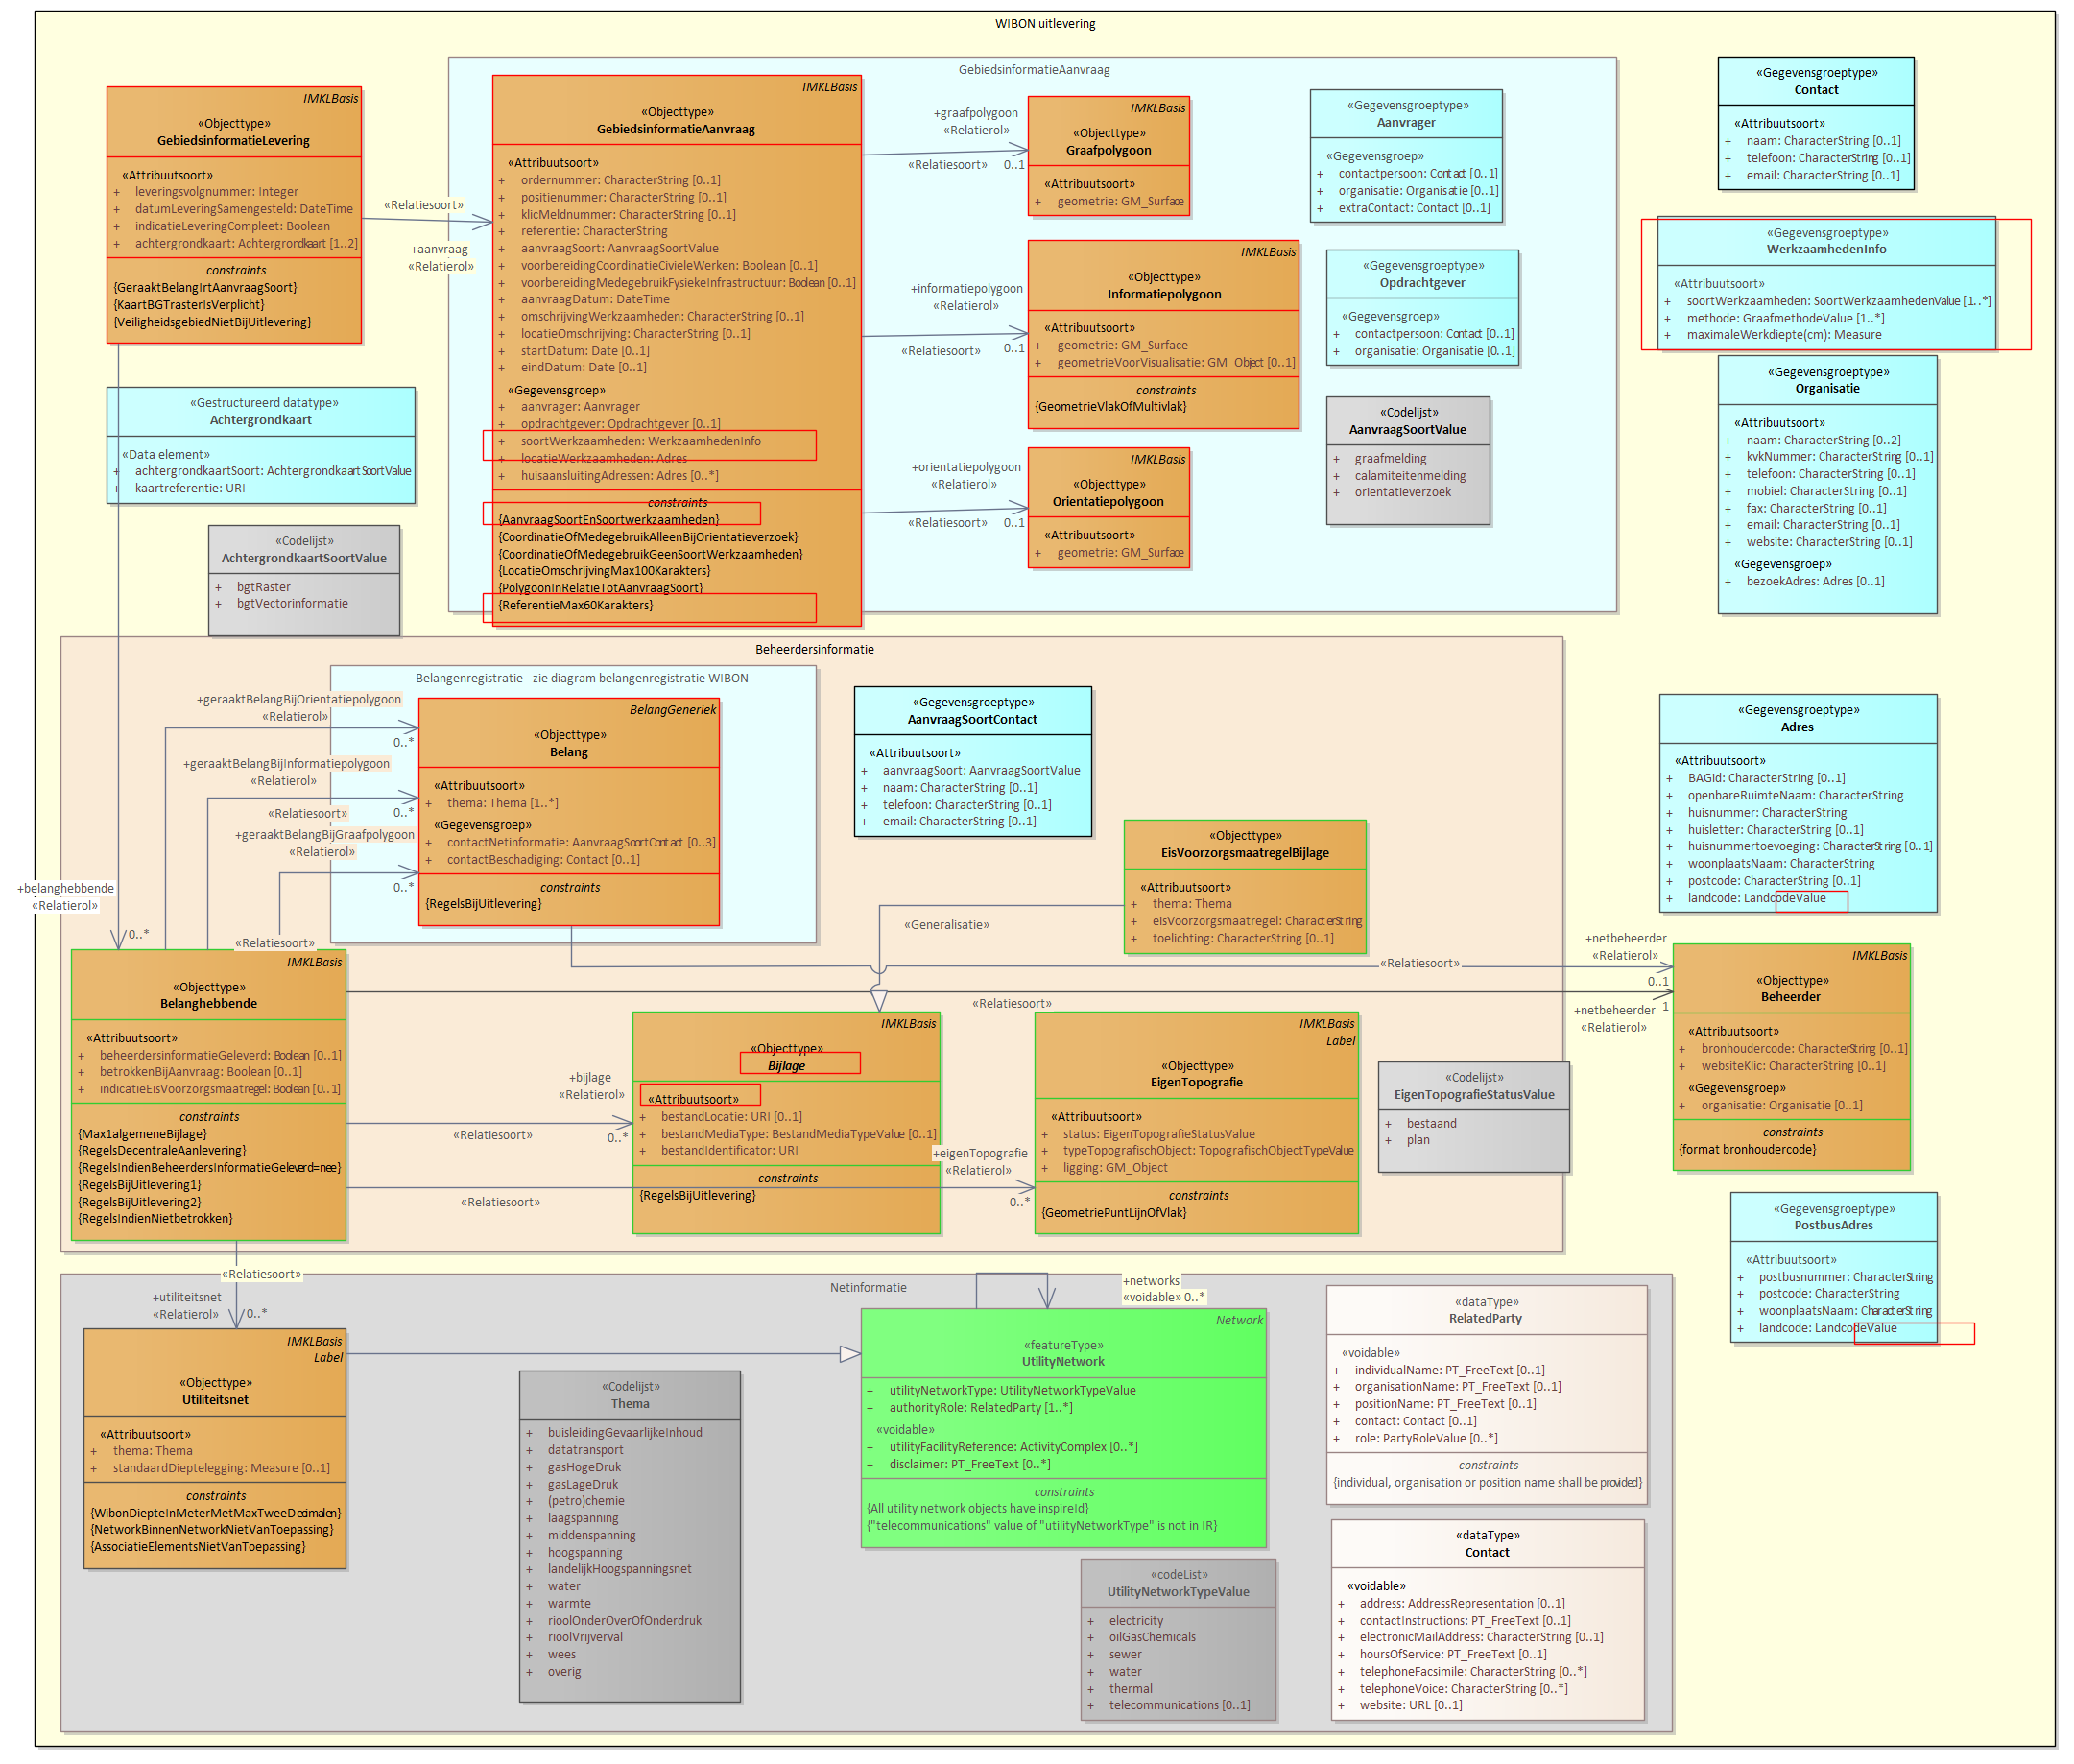 WIBON uitlevering
IMKLBasis
«Objecttype»
GebiedsinformatieLevering
«Attribuutsoort»
+ leveringsvolgnummer: Integer
+ datumLeveringSamengesteld: DateTime
+ indicatieLeveringCompleet: Boolean
+ achtergrondkaart: Achtergrondkaart [1..2]
constraints
{GeraaktBelangIrtAanvraagSoort}
{KaartBGTrasterIsVerplicht}
{VeiligheidsgebiedNietBijUitlevering}
«Relatiesoort»
+aanvraag
«Relatierol»
GebiedsinformatieAanvraag
IMKLBasis
«Objecttype»
GebiedsinformatieAanvraag
«Attribuutsoort»
+ ordernummer: CharacterString [0..1]
+ positienummer: CharacterString [0..1]
+ klicMeldnummer: CharacterString [0..1]
+ referentie: CharacterString
+ aanvraagSoort: AanvraagSoortValue
+ voorbereidingCoordinatieCivieleWerken: Boolean [0..1]
+ voorbereidingMedegebruikFysiekeInfrastructuur: Boolean [0..1]
+ aanvraagDatum: DateTime
+ omschrijvingWerkzaamheden: CharacterString [0..1]
+ locatieOmschrijving: CharacterString [0..1]
+ startDatum: Date [0..1]
+ eindDatum: Date [0..1]
«Gegevensgroep»
+ aanvrager: Aanvrager
+ opdrachtgever: Opdrachtgever [0..1]
+ soortWerkzaamheden: WerkzaamhedenInfo
+ locatieWerkzaamheden: Adres
+ huisaansluitingAdressen: Adres [0..*]
constraints
{AanvraagSoortEnSoortwerkzaamheden}
{CoordinatieOfMedegebruikAlleenBijOrientatieverzoek}
{CoordinatieOfMedegebruikGeenSoortWerkzaamheden}
{LocatieOmschrijvingMax100Karakters}
{PolygoonInRelatieTotAanvraagSoort}
{ReferentieMax60Karakters}
+graafpolygoon
«Relatierol»
«Relatiesoort» 0..1
IMKLBasis
«Objecttype»
Graafpolygoon
«Attribuutsoort»
+ geometrie: GM_Surface
+informatiepolygoon
«Relatierol»
«Relatiesoort» 0..1
IMKLBasis
«Objecttype»
Informatiepolygoon
«Attribuutsoort»
+ geometrie: GM_Surface
+ geometrieVoorVisualisatie: GM_Object [0..1]
constraints
{GeometrieVlakOfMultivlak}
+orientatiepolygoon
«Relatierol»
«Relatiesoort» 0..1
IMKLBasis
«Objecttype»
Orientatiepolygoon
«Attribuutsoort»
+ geometrie: GM_Surface
«Gegevensgroeptype»
Aanvrager
«Gegevensgroep»
+ contactpersoon: Contact [0..1]
+ organisatie: Organisatie [0..1]
+ extraContact: Contact [0..1]
«Gegevensgroeptype»
Opdrachtgever
«Gegevensgroep»
+ contactpersoon: Contact [0..1]
+ organisatie: Organisatie [0..1]
«Codelijst»
AanvraagSoortValue
+ graafmelding
+ calamiteitenmelding
+ orientatieverzoek
«Gegevensgroeptype»
Contact
«Attribuutsoort»
+ naam: CharacterString [0..1]
+ telefoon: CharacterString [0..1]
+ email: CharacterString [0..1]
«Gegevensgroeptype»
WerkzaamhedenInfo
«Attribuutsoort»
+ soortWerkzaamheden: SoortWerkzaamhedenValue [1..*]
+ methode: GraafmethodeValue [1..*]
+ maximaleWerkdiepte(cm): Measure
«Gegevensgroeptype»
Organisatie
«Attribuutsoort»
+ naam: CharacterString [0..2]
+ kvkNummer: CharacterString [0..1]
+ telefoon: CharacterString [0..1]
+ mobiel: CharacterString [0..1]
+ fax: CharacterString [0..1]
+ email: CharacterString [0..1]
+ website: CharacterString [0..1]
«Gegevensgroep»
+ bezoekAdres: Adres [0..1]
«Gestructureerd datatype»
Achtergrondkaart
«Data element»
+ achtergrondkaartSoort: AchtergrondkaartSoortValue
+ kaartreferentie: URI
«Codelijst»
AchtergrondkaartSoortValue
+ bgtRaster
+ bgtVectorinformatie
Beheerdersinformatie
Belangenregistratie - zie diagram belangenregistratie WIBON
+geraaktBelangBijOrientatiepolygoon
«Relatierol»
0..*
+geraaktBelangBijInformatiepolygoon
«Relatierol»
0..*
«Relatiesoort»
+geraaktBelangBijGraafpolygoon
«Relatierol»
0..*
+belanghebbende
«Relatierol»
0..*
«Relatiesoort»
BelangGeneriek
«Objecttype»
Belang
«Attribuutsoort»
+ thema: Thema [1..*]
«Gegevensgroep»
+ contactNetinformatie: AanvraagSoortContact [0..3]
+ contactBeschadiging: Contact [0..1]
constraints
{RegelsBijUitlevering}
«Gegevensgroeptype»
AanvraagSoortContact
«Attribuutsoort»
+ aanvraagSoort: AanvraagSoortValue
+ naam: CharacterString [0..1]
+ telefoon: CharacterString [0..1]
+ email: CharacterString [0..1]
«Objecttype»
EisVoorzorgsmaatregelBijlage
«Attribuutsoort»
+ thema: Thema
+ eisVoorzorgsmaatregel: CharacterString
+ toelichting: CharacterString [0..1]
«Generalisatie»
«Gegevensgroeptype»
Adres
«Attribuutsoort»
+ BAGid: CharacterString [0..1]
+ openbareRuimteNaam: CharacterString
+ huisnummer: CharacterString
+ huisletter: CharacterString [0..1]
+ huisnummertoevoeging: CharacterString [0..1]
+ woonplaatsNaam: CharacterString
+ postcode: CharacterString [0..1]
+ landcode: LandcodeValue
«Relatiesoort»
+netbeheerder
«Relatierol»
0..1
«Relatiesoort»
+netbeheerder 1
«Relatierol»
IMKLBasis
«Objecttype»
Belanghebbende
«Attribuutsoort»
+ beheerdersinformatieGeleverd: Boolean [0..1]
+ betrokkenBijAanvraag: Boolean [0..1]
+ indicatieEisVoorzorgsmaatregel: Boolean [0..1]
constraints
{Max1algemeneBijlage}
{RegelsDecentraleAanlevering}
{RegelsIndienBeheerdersInformatieGeleverd=nee}
{RegelsBijUitlevering1}
{RegelsBijUitlevering2}
{RegelsIndienNietbetrokken}
+bijlage
«Relatierol»
«Relatiesoort» 0..*
IMKLBasis
«Objecttype»
Bijlage
«Attribuutsoort»
+ bestandLocatie: URI [0..1]
+ bestandMediaType: BestandMediaTypeValue [0..1]
+ bestandIdentificator: URI
constraints
{RegelsBijUitlevering}
+eigenTopografie
«Relatierol»
«Relatiesoort» 0..*
IMKLBasis
Label
«Objecttype»
EigenTopografie
«Attribuutsoort»
+ status: EigenTopografieStatusValue
+ typeTopografischObject: TopografischObjectTypeValue
+ ligging: GM_Object
constraints
{GeometriePuntLijnOfVlak}
«Codelijst»
EigenTopografieStatusValue
+ bestaand
+ plan
IMKLBasis
«Objecttype»
Beheerder
«Attribuutsoort»
+ bronhoudercode: CharacterString [0..1]
+ websiteKlic: CharacterString [0..1]
«Gegevensgroep»
+ organisatie: Organisatie [0..1]
constraints
{format bronhoudercode}
«Gegevensgroeptype»
PostbusAdres
«Attribuutsoort»
+ postbusnummer: CharacterString
+ postcode: CharacterString
+ woonplaatsNaam: CharacterString
+ landcode: LandcodeValue
«Relatiesoort»
+utiliteitsnet
«Relatierol» 0..*
Netinformatie
IMKLBasis
Label
«Objecttype»
Utiliteitsnet
«Attribuutsoort»
+ thema: Thema
+ standaardDieptelegging: Measure [0..1]
constraints
{WibonDiepteInMeterMetMaxTweeDecimalen}
{NetworkBinnenNetworkNietVanToepassing}
{AssociatieElementsNietVanToepassing}
«Codelijst»
Thema
+ buisleidingGevaarlijkeInhoud
+ datatransport
+ gasHogeDruk
+ gasLageDruk
+ (petro)chemie
+ laagspanning
+ middenspanning
+ hoogspanning
+ landelijkHoogspanningsnet
+ water
+ warmte
+ rioolOnderOverOfOnderdruk
+ rioolVrijverval
+ wees
+ overig
+networks
«voidable» 0..*
Network
«featureType»
UtilityNetwork
+ utilityNetworkType: UtilityNetworkTypeValue
+ authorityRole: RelatedParty [1..*]
«voidable»
+ utilityFacilityReference: ActivityComplex [0..*]
+ disclaimer: PT_FreeText [0..*]
constraints
{All utility network objects have inspireId}
{"telecommunications" value of "utilityNetworkType" is not in IR}
«codeList»
UtilityNetworkTypeValue
+ electricity
+ oilGasChemicals
+ sewer
+ water
+ thermal
+ telecommunications [0..1]
«dataType»
RelatedParty
«voidable»
+ individualName: PT_FreeText [0..1]
+ organisationName: PT_FreeText [0..1]
+ positionName: PT_FreeText [0..1]
+ contact: Contact [0..1]
+ role: PartyRoleValue [0..*]
constraints
{individual, organisation or position name shall be provided}
«dataType»
Contact
«voidable»
+ address: AddressRepresentation [0..1]
+ contactInstructions: PT_FreeText [0..1]
+ electronicMailAddress: CharacterString [0..1]
+ hoursOfService: PT_FreeText [0..1]
+ telephoneFacsimile: CharacterString [0..*]
+ telephoneVoice: CharacterString [0..*]
+ website: URL [0..1]